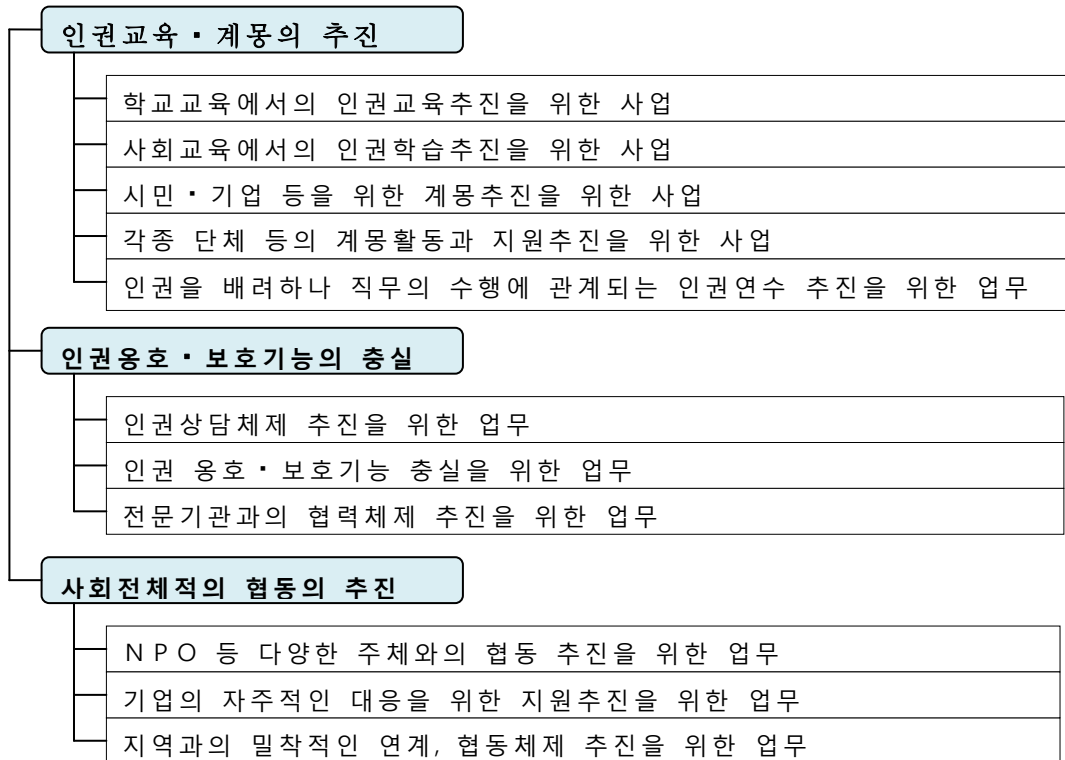 인권교육・계몽의 추진
학교교육에서의 인권교육추진을 위한 사업
사회교육에서의 인권학습추진을 위한 사업
시민・기업 등을 위한 계몽추진을 위한 사업
각종 단체 등의 계몽활동과 지원추진을 위한 사업
인권을 배려하나 직무의 수행에 관계되는 인권연수 추진을 위한 업무
인권옹호・보호기능의 충실
인권상담체제 추진을 위한 업무
인권 옹호・보호기능 충실을 위한 업무
전문기관과의 협력체제 추진을 위한 업무
사회전체적의 협동의 추진
NPO 등 다양한 주체와의 협동 추진을 위한 업무
기업의 자주적인 대응을 위한 지원추진을 위한 업무
지역과의 밀착적인 연계, 협동체제 추진을 위한 업무